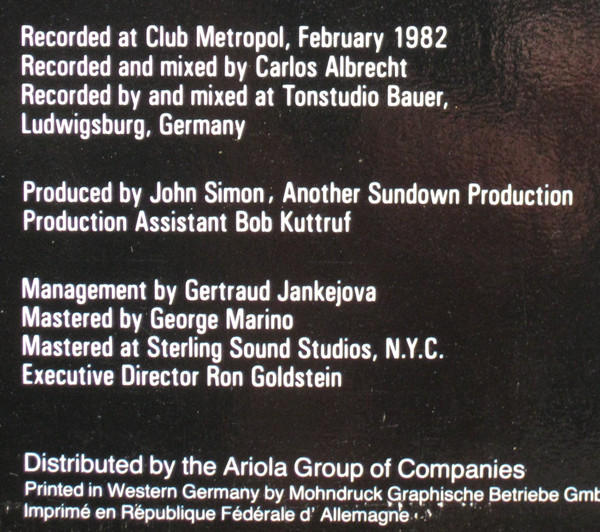 Recorded at Club Metropol, February 1982
Recorded and mixed by Carlos Albrecht
Recorded by and mixed at Tonstudio Bauer,
Ludwigsburg, Germany
Produced by John Simon, Another Sundown Production
Production Assistant Bob Kuttruf
Management by Gertraud Jankejova
Mastered by George Marino
Mastered at Sterling Sound Studios, N.Y.C.
Executive Director Ron Goldstein
Distributed by the Ariola Group of Companies
Printed in Western Germany by Mohndruck Graphische Betriebe Gmb
Imprimé en République Fédérale d' Allemagne